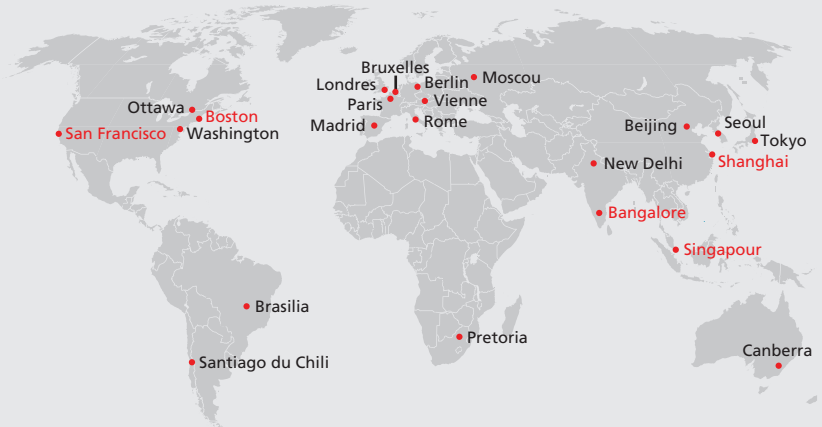 Bruxelles
Londres
Berlin
Moscou
Paris
Vienne
Ottawa
Boston
San Francisco
Washington
Madrid
Rome
Beijing
Seoul
Tokyo
New Delhi
Shanghai
Bangalore
Singapour
Brasilia
Pretoria
Santiago du Chili
Canberra